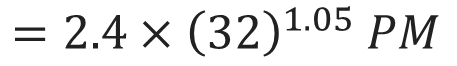 = 2.4 × (32)^1.05 PM